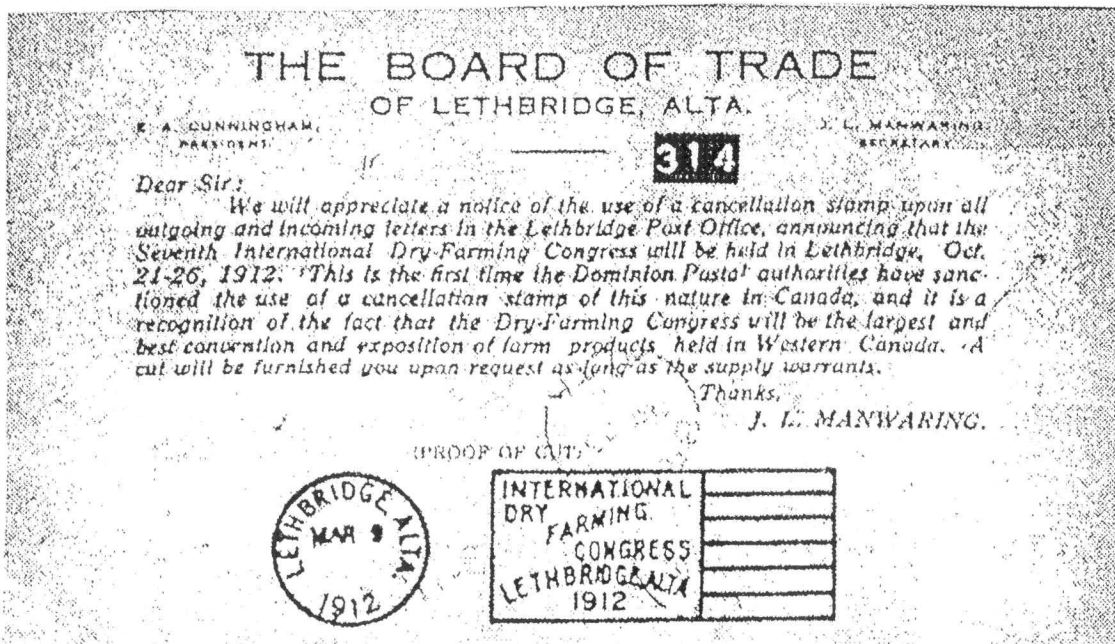 THE BOARD OF TRADE
OF LETHBRIDGE, ALTA.
E. A. CUNNINGHAM,
PRESIDENT.
J. L. MANWARING,
SECRETARY.
314
Dear Sir:
We will appreciate a notice of the use of a cancellation stamp upon all
outgoing and incoming letters in the Lethbridge Post Office, announcing that the
Seventh International Dry-Farming Congress will be held in Lethbridge, Oct.
21-26, 1912. This is the first time the Dominion Postal authorities have sanc-
tioned the use of a cancellation stamp of this nature in Canada, and it is a
recognition of the fact that the Dry-Farming Congress will be the largest and
best convention and exposition of farm products held in Western Canada. A
cut will be furnished you upon request as long as the supply warrants.
Thanks,
J. L. MANWARING.
(PROOF OF CUT)
LETHBRIDGE, ALTA.
MAR 9
1912
INTERNATIONAL
DRY
FARMING
CONGRESS
LETHBRIDGE, ALTA
1912